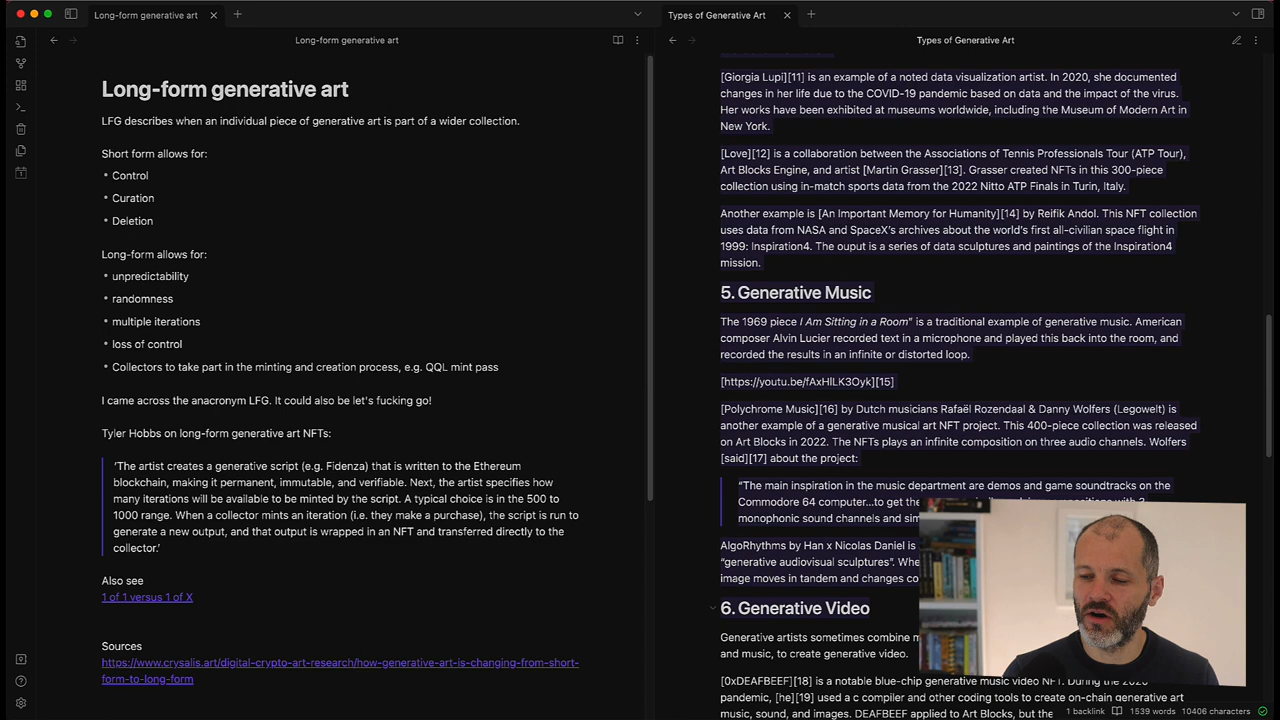 Long-form generative art
Types of Generative Art
Long-form generative art
Types of Generative Art
Long-form generative art
LFG describes when an individual piece of generative art is part of a wider collection.
Short form allows for:
• Control
• Curation
• Deletion
Long-form allows for:
• unpredictability
• randomness
• multiple iterations
• loss of control
• Collectors to take part in the minting and creation process, e.g. QQL mint pass
I came across the anacronym LFG. It could also be let's fucking go!
Tyler Hobbs on long-form generative art NFTs:
'The artist creates a generative script (e.g. Fidenza) that is written to the Ethereum
blockchain, making it permanent, immutable, and verifiable. Next, the artist specifies how
many iterations will be available to be minted by the script. A typical choice is in the 500 to
1000 range. When a collector mints an iteration (i.e. they make a purchase), the script is run to
generate a new output, and that output is wrapped in an NFT and transferred directly to the
collector.'
Also see
1 of 1 versus 1 of X
Sources
https://www.crysalis.art/digital-crypto-art-research/how-generative-art-is-changing-from-short-
form-to-long-form
[Giorgia Lupi][11] is an example of a noted data visualization artist. In 2020, she documented
changes in her life due to the COVID-19 pandemic based on data and the impact of the virus.
Her works have been exhibited at museums worldwide, including the Museum of Modern Art in
New York.
[Love][12] is a collaboration between the Associations of Tennis Professionals Tour (ATP Tour),
Art Blocks Engine, and artist [Martin Grasser][13]. Grasser created NFTs in this 300-piece
collection using in-match sports data from the 2022 Nitto ATP Finals in Turin, Italy.
Another example is [An Important Memory for Humanity][14] by Reifik Andol. This NFT collection
uses data from NASA and SpaceX's archives about the world's first all-civilian space flight in
1999: Inspiration4. The ouput is a series of data sculptures and paintings of the Inspiration4
mission.
5. Generative Music
The 1969 piece I Am Sitting in a Room" is a traditional example of generative music. American
composer Alvin Lucier recorded text in a microphone and played this back into the room, and
recorded the results in an infinite or distorted loop.
[https://youtu.be/fAxHlLK3Oyk][15]
[Polychrome Music][16] by Dutch musicians Rafaël Rozendaal & Danny Wolfers (Legowelt) is
another example of a generative musical art NFT project. This 400-piece collection was released
on Art Blocks in 2022. The NFTs plays an infinite composition on three audio channels. Wolfers
[said][17] about the project:
"The main inspiration in the music department are demos and game soundtracks on the
Commodore 64 computer...to get the
monophonic sound channels and sim
AlgoRhythms by Han x Nicolas Daniel is
"generative audiovisual sculptures". Whe
image moves in tandem and changes co
6. Generative Video
Generative artists sometimes combine m
and music, to create generative video.
[0xDEAFBEEF][18] is a notable blue-chip generative music video NFT. During the 2020
pandemic, [he][19] used a c compiler and other coding tools to create on-chain generative art
music, sound, and images. DEAFBEEF applied to Art Blocks, but the
1 backlink 1539 words 10406 characters